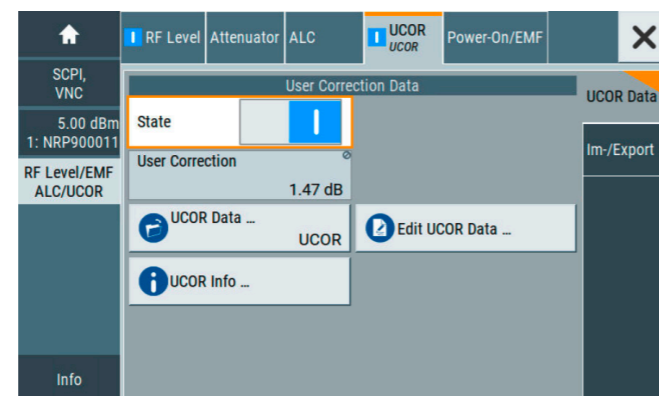 RF Level
Attenuator
ALC
UCOR
UCOR
Power-On/EMF
SCPI,
VNC
5.00 dBm
1: NRP900011
RF Level/EMF
ALC/UCOR
Info
User Correction Data
State
User Correction
1.47 dB
UCOR Data ...
UCOR
Edit UCOR Data ...
UCOR Info ...
UCOR Data
Im-/Export